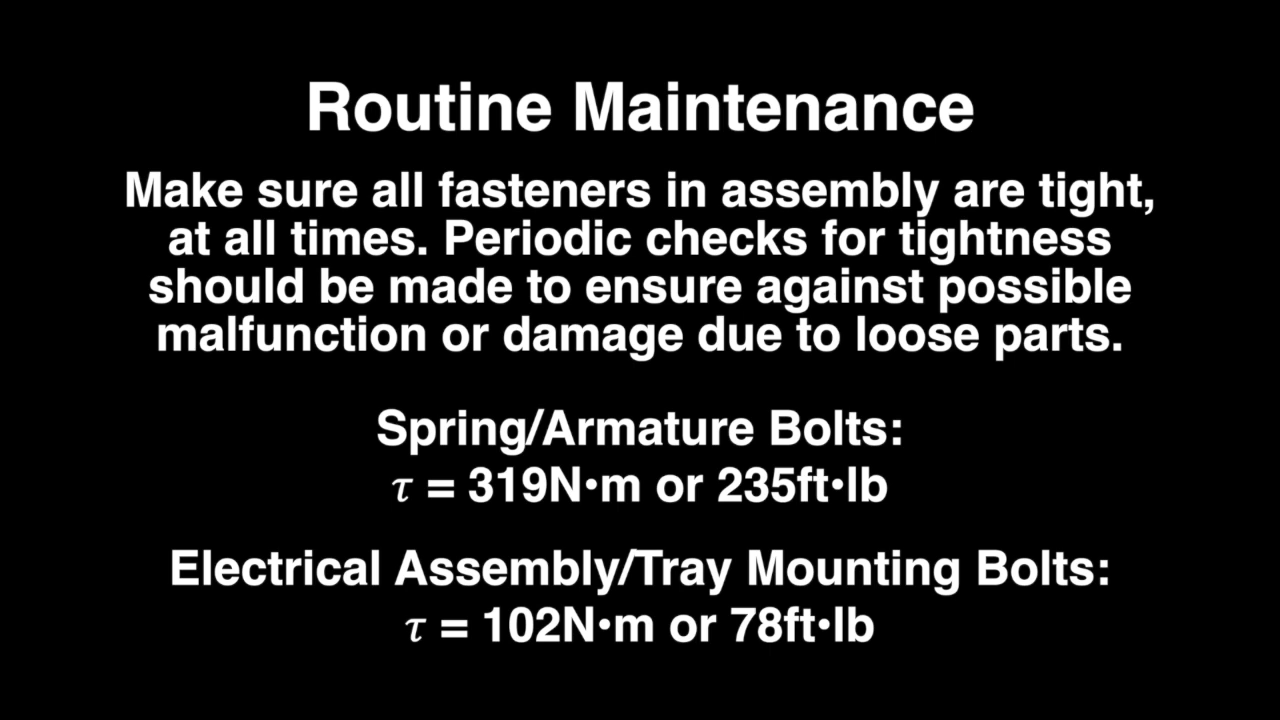 Routine Maintenance
Make sure all fasteners in assembly are tight,
at all times. Periodic checks for tightness
should be made to ensure against possible
malfunction or damage due to loose parts.
Spring/Armature Bolts:
τ = 319N•m or 235ft•lb
Electrical Assembly/Tray Mounting Bolts:
τ = 102N•m or 78ft•lb